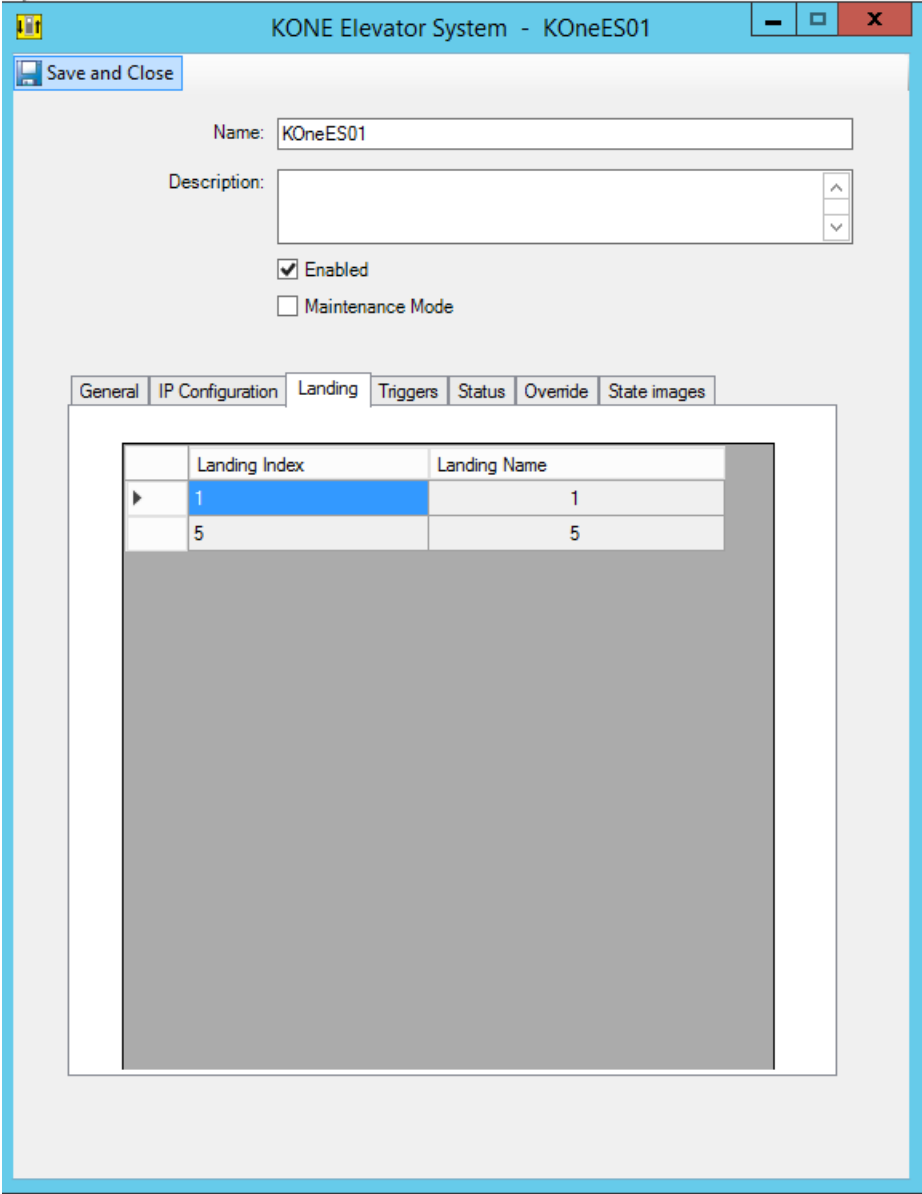 KONE Elevator System - KOneES01
Save and Close
Name: KOneES01
Description:
Enabled
Maintenance Mode
General IP Configuration Landing Triggers Status Override State images
Landing Index Landing Name
1 1
5 5